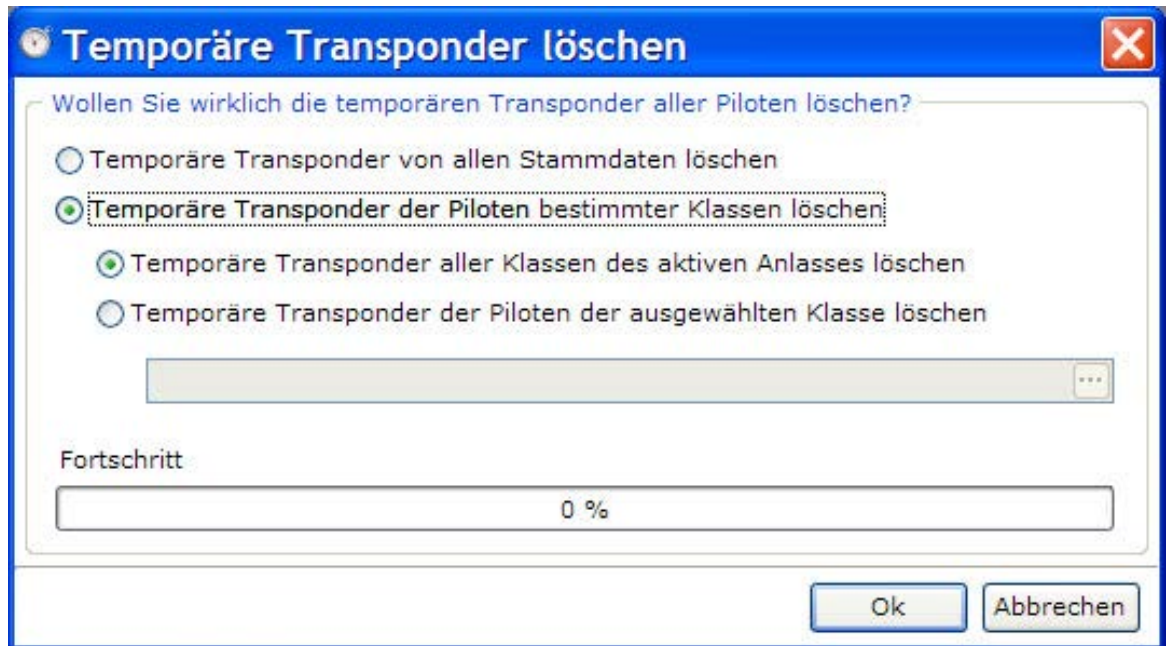 Temporäre Transponder löschen
Wollen Sie wirklich die temporären Transponder aller Piloten löschen?
Temporäre Transponder von allen Stammdaten löschen
Temporäre Transponder der Piloten bestimmter Klassen löschen
Temporäre Transponder aller Klassen des aktiven Anlasses löschen
Temporäre Transponder der Piloten der ausgewählten Klasse löschen
...
Fortschritt
0 %
Ok
Abbrechen